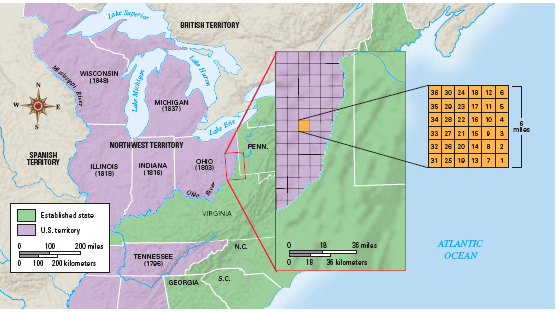 Lake Superior
BRITISH TERRITORY
Mississippi River
WISCONSIN
(1848)
Lake Michigan
Lake Huron
MICHIGAN
(1837)
N
W
E
S
Lake Erie
NORTHWEST TERRITORY
SPANISH
TERRITORY
ILLINOIS
(1818)
INDIANA
(1816)
OHIO
(1803)
PENN.
Ohio River
VIRGINIA
N.C.
TENNESSEE
(1796)
GEORGIA
S.C.
Established state
U.S. territory
0 100 200 miles
0 100 200 kilometers
0 18 36 miles
0 18 36 kilometers
36 30 24 18 12 6
35 29 23 17 11 5
34 28 22 16 10 4
33 27 21 15 9 3
32 26 20 14 8 2
31 25 19 13 7 1
6
miles
ATLANTIC
OCEAN